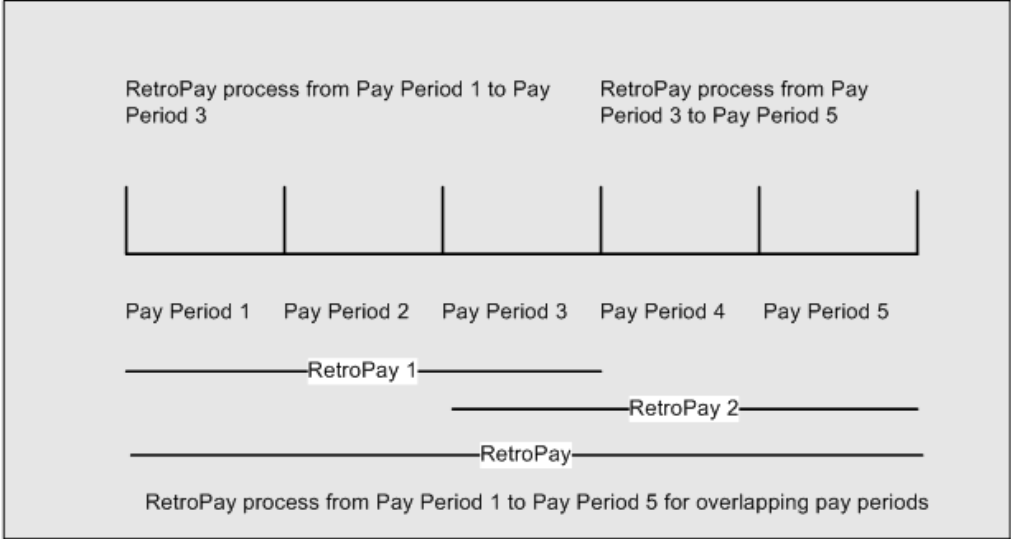 RetroPay process from Pay Period 1 to Pay
Period 3
RetroPay process from Pay
Period 3 to Pay Period 5
Pay Period 1
Pay Period 2
Pay Period 3
Pay Period 4
Pay Period 5
RetroPay 1
RetroPay 2
RetroPay
RetroPay process from Pay Period 1 to Pay Period 5 for overlapping pay periods